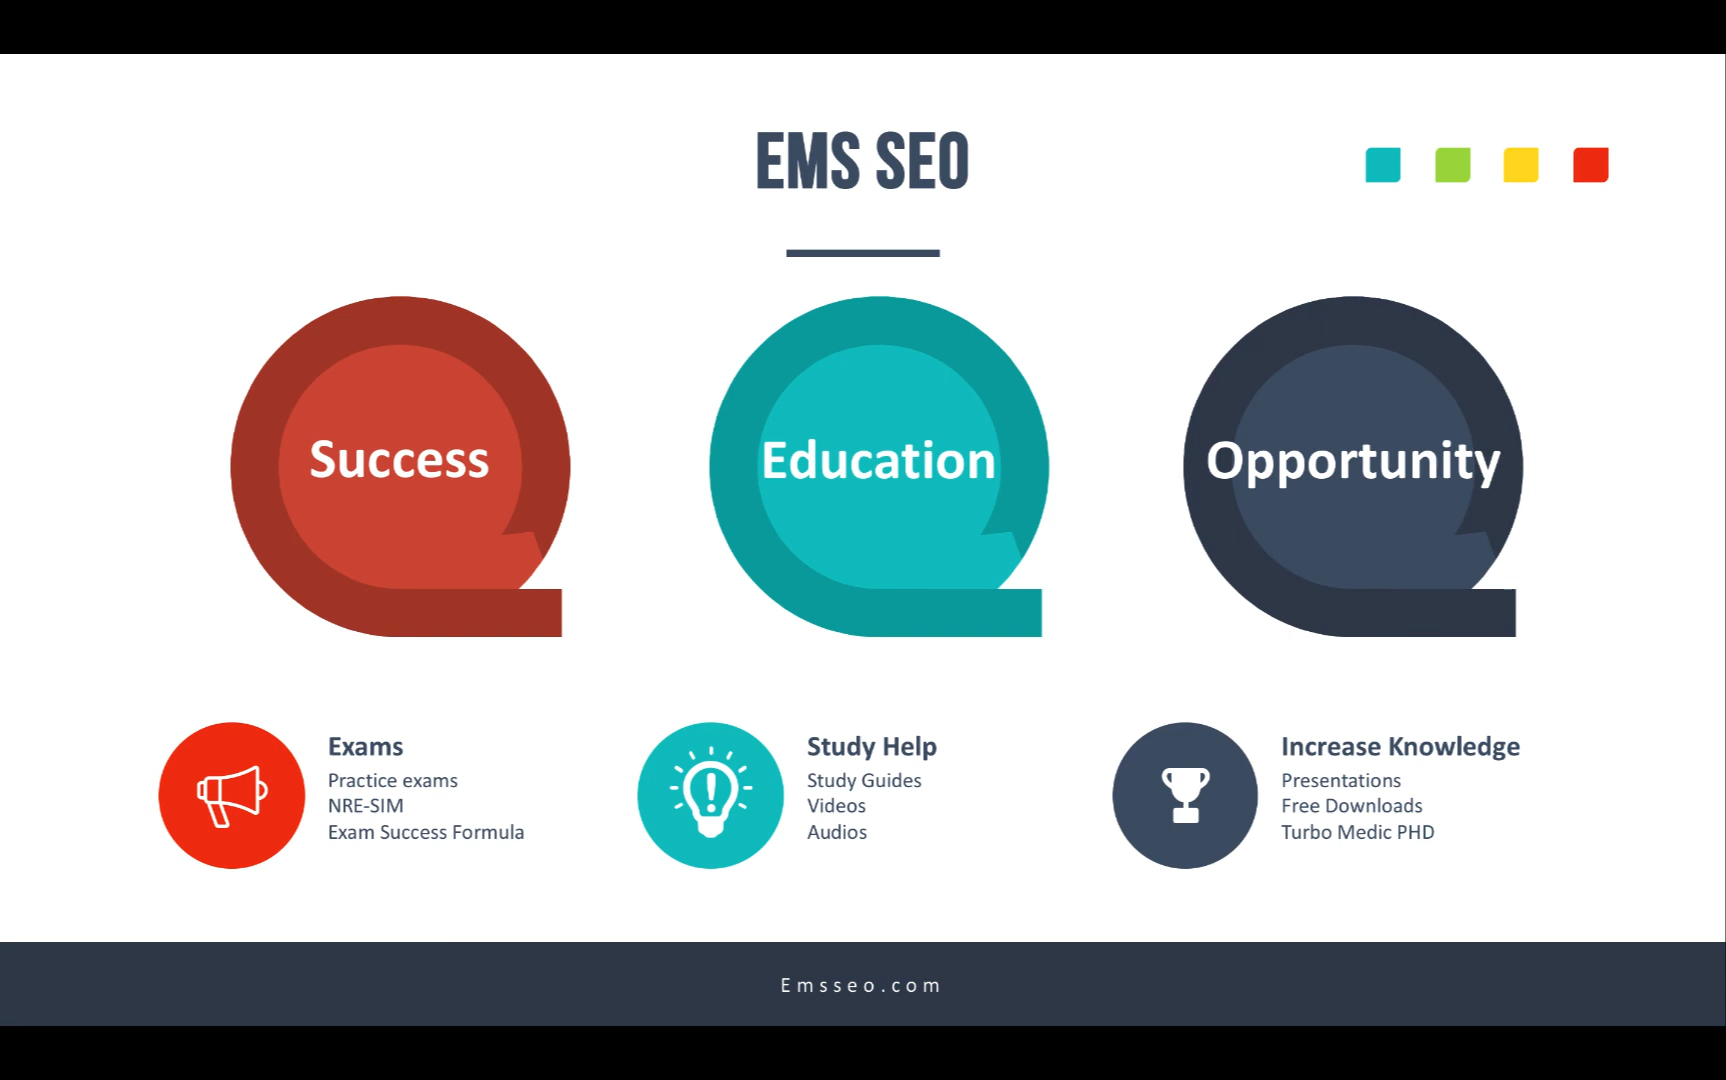 EMS SEO
Success
Education
Opportunity
Exams
Practice exams
NRE-SIM
Exam Success Formula
Study Help
Study Guides
Videos
Audios
Increase Knowledge
Presentations
Free Downloads
Turbo Medic PHD
Emsseo.com